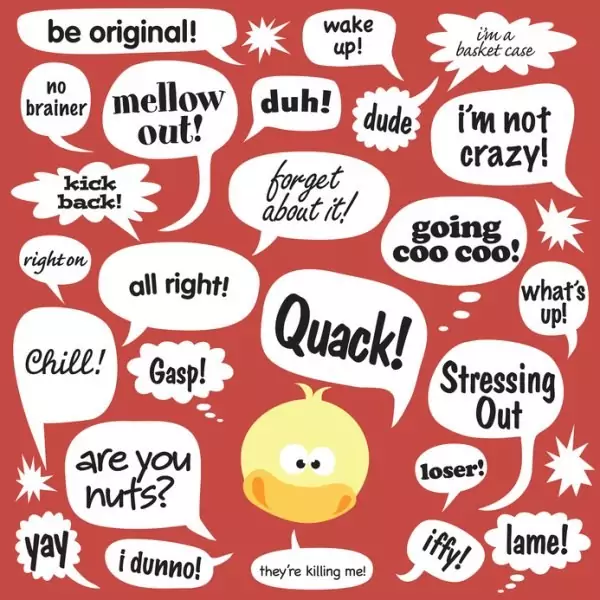 be original!
wake
up!
i'm a
basket case
no
brainer
mellow
out!
duh!
dude
i'm not
crazy!
kick
back!
forget
about it!
going
coo coo!
right on
all right!
what's
up!
Quack!
Chill!
Gasp!
Stressing
Out
are you
nuts?
loser!
yay
i dunno!
they're killing me!
iffy!
lame!